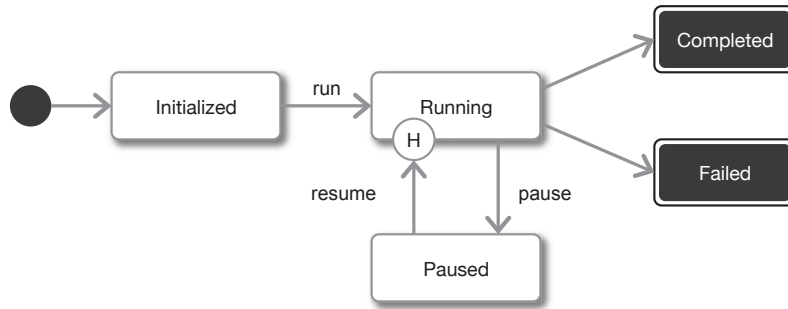 Completed
run
Initialized
Running
H
Failed
resume
pause
Paused